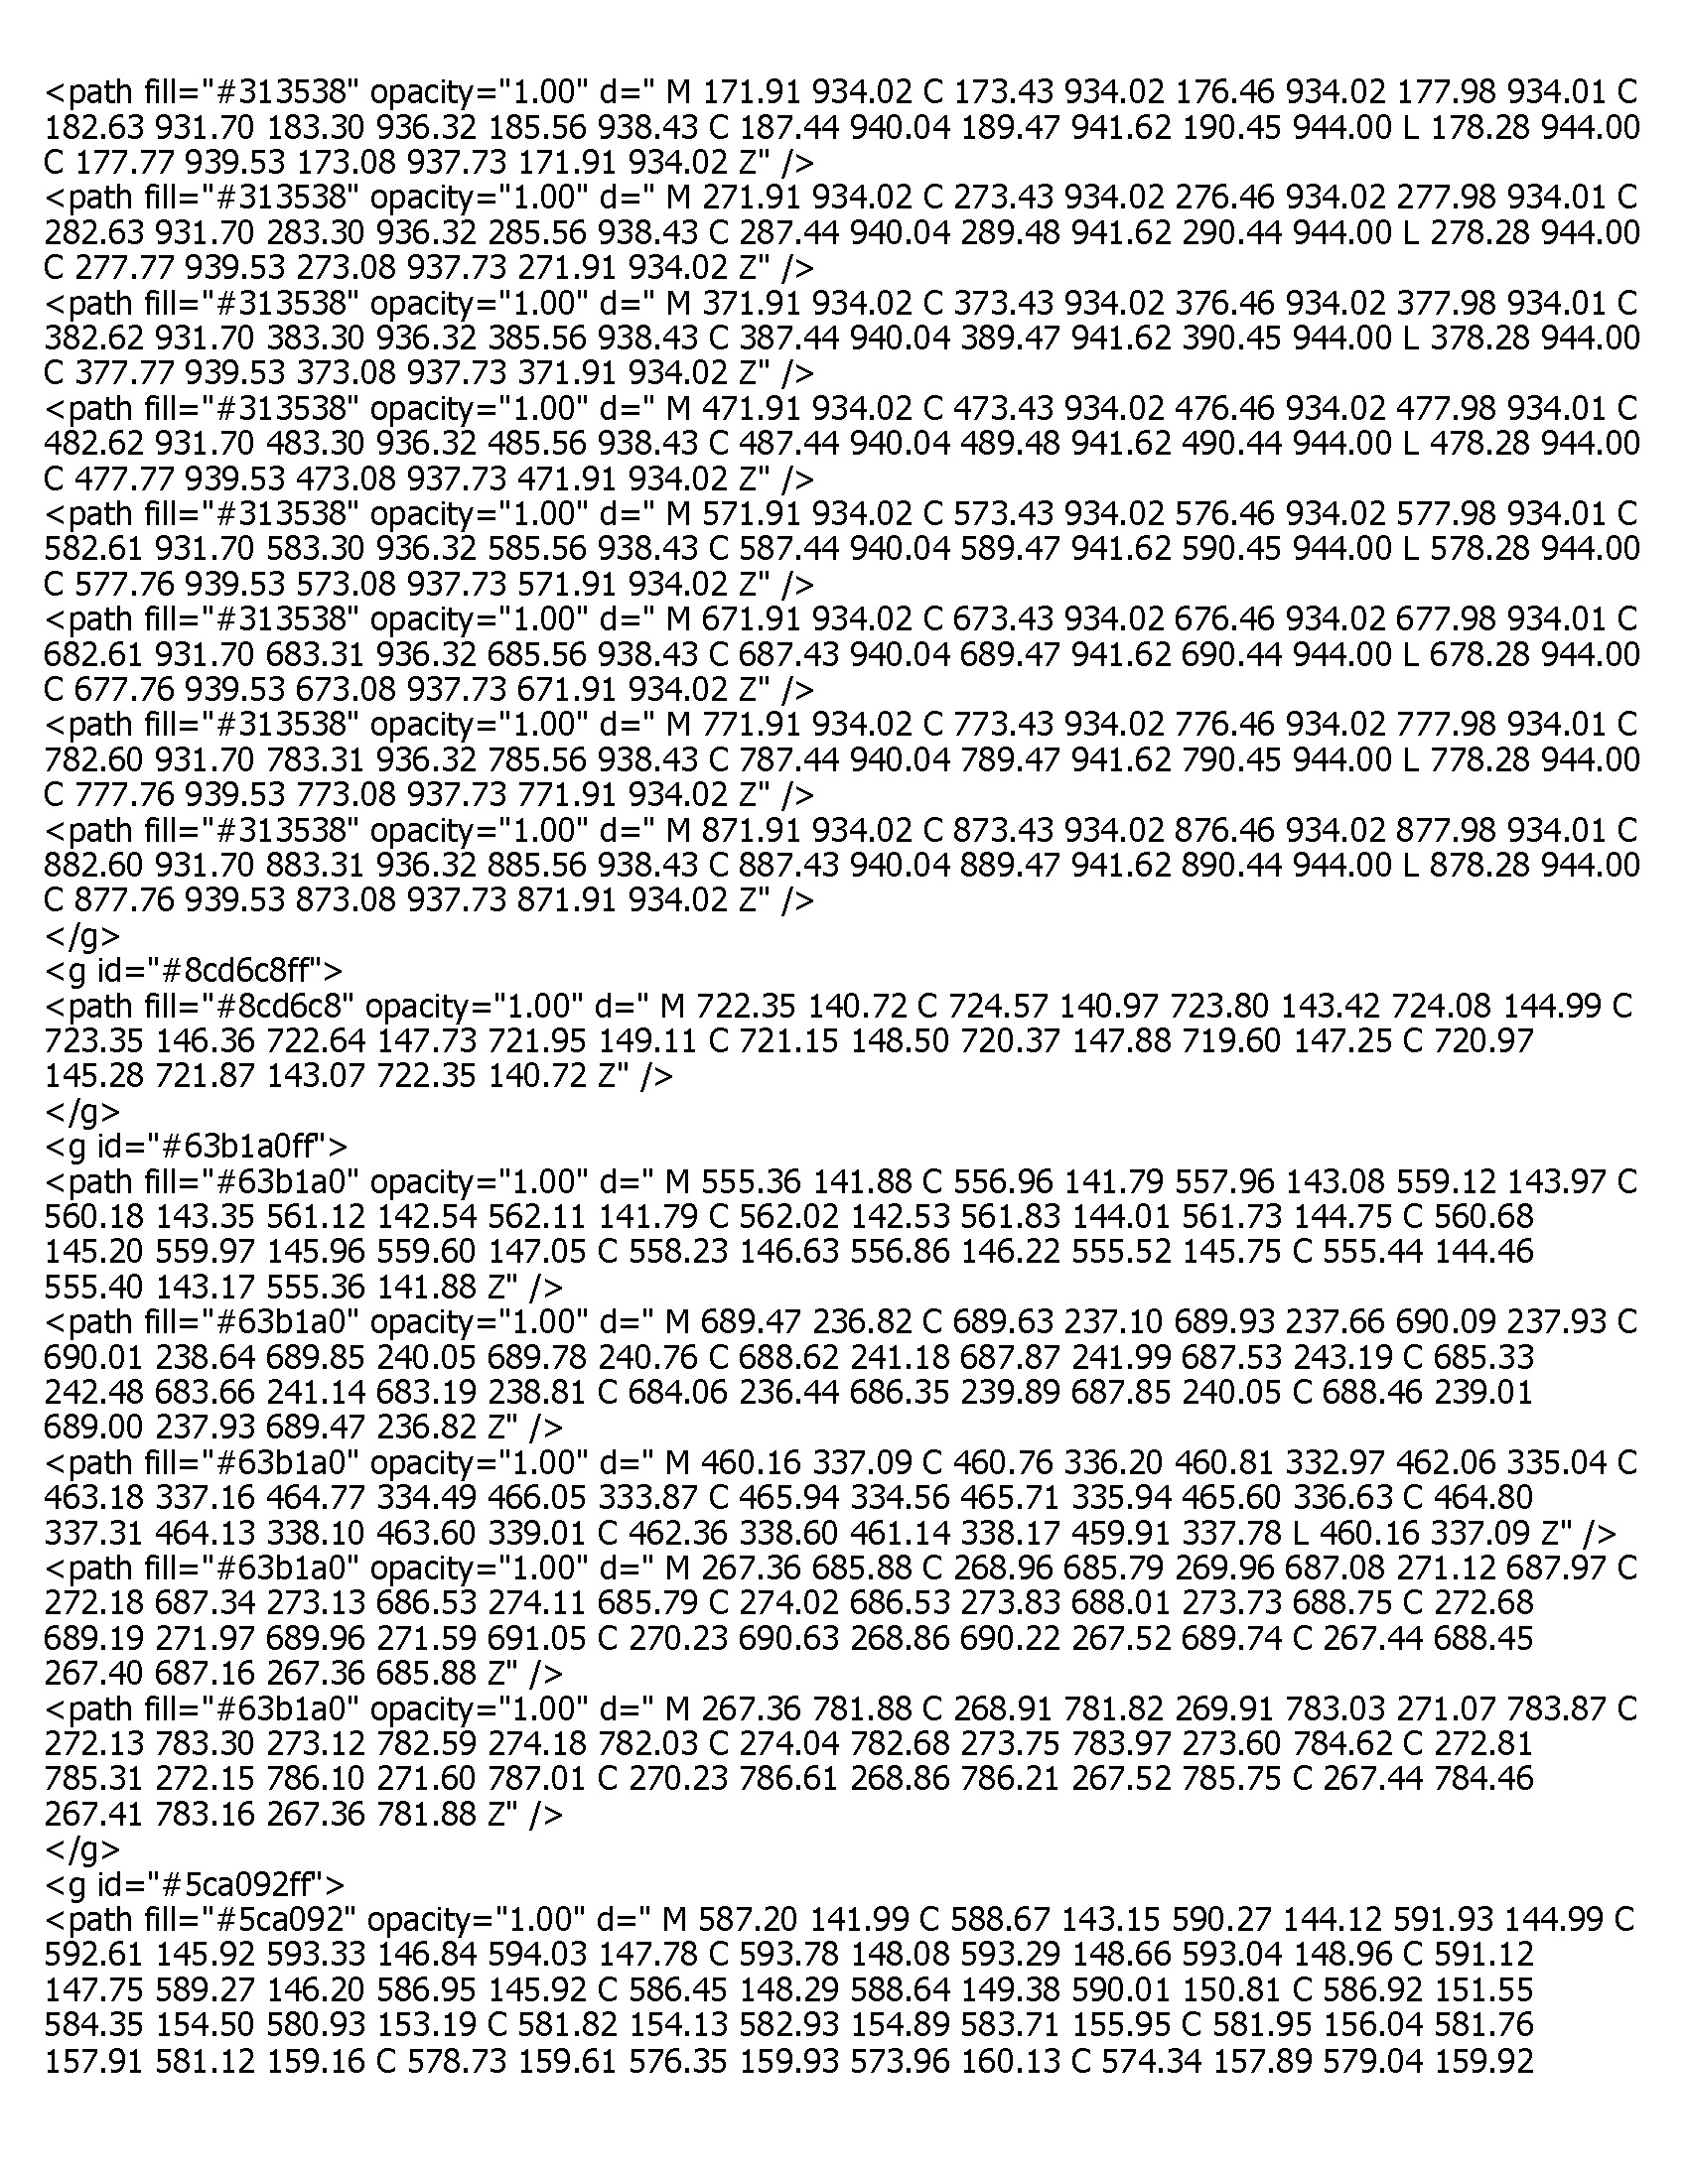 <path fill="#313538" opacity="1.00" d=" M 171.91 934.02 C 173.43 934.02 176.46 934.02 177.98 934.01 C
182.63 931.70 183.30 936.32 185.56 938.43 C 187.44 940.04 189.47 941.62 190.45 944.00 L 178.28 944.00
C 177.77 939.53 173.08 937.73 171.91 934.02 Z" />
<path fill="#313538" opacity="1.00" d=" M 271.91 934.02 C 273.43 934.02 276.46 934.02 277.98 934.01 C
282.63 931.70 283.30 936.32 285.56 938.43 C 287.44 940.04 289.48 941.62 290.44 944.00 L 278.28 944.00
C 277.77 939.53 273.08 937.73 271.91 934.02 Z" />
<path fill="#313538" opacity="1.00" d=" M 371.91 934.02 C 373.43 934.02 376.46 934.02 377.98 934.01 C
382.62 931.70 383.30 936.32 385.56 938.43 C 387.44 940.04 389.47 941.62 390.45 944.00 L 378.28 944.00
C 377.77 939.53 373.08 937.73 371.91 934.02 Z" />
<path fill="#313538" opacity="1.00" d=" M 471.91 934.02 C 473.43 934.02 476.46 934.02 477.98 934.01 C
482.62 931.70 483.30 936.32 485.56 938.43 C 487.44 940.04 489.48 941.62 490.44 944.00 L 478.28 944.00
C 477.77 939.53 473.08 937.73 471.91 934.02 Z" />
<path fill="#313538" opacity="1.00" d=" M 571.91 934.02 C 573.43 934.02 576.46 934.02 577.98 934.01 C
582.61 931.70 583.30 936.32 585.56 938.43 C 587.44 940.04 589.47 941.62 590.45 944.00 L 578.28 944.00
C 577.76 939.53 573.08 937.73 571.91 934.02 Z" />
<path fill="#313538" opacity="1.00" d=" M 671.91 934.02 C 673.43 934.02 676.46 934.02 677.98 934.01 C
682.61 931.70 683.31 936.32 685.56 938.43 C 687.43 940.04 689.47 941.62 690.44 944.00 L 678.28 944.00
C 677.76 939.53 673.08 937.73 671.91 934.02 Z" />
<path fill="#313538" opacity="1.00" d=" M 771.91 934.02 C 773.43 934.02 776.46 934.02 777.98 934.01 C
782.60 931.70 783.31 936.32 785.56 938.43 C 787.44 940.04 789.47 941.62 790.45 944.00 L 778.28 944.00
C 777.76 939.53 773.08 937.73 771.91 934.02 Z" />
<path fill="#313538" opacity="1.00" d=" M 871.91 934.02 C 873.43 934.02 876.46 934.02 877.98 934.01 C
882.60 931.70 883.31 936.32 885.56 938.43 C 887.43 940.04 889.47 941.62 890.44 944.00 L 878.28 944.00
C 877.76 939.53 873.08 937.73 871.91 934.02 Z" />
</g>
<g id="#8cd6c8ff">
<path fill="#8cd6c8" opacity="1.00" d=" M 722.35 140.72 C 724.57 140.97 723.80 143.42 724.08 144.99 C
723.35 146.36 722.64 147.73 721.95 149.11 C 721.15 148.50 720.37 147.88 719.60 147.25 C 720.97
145.28 721.87 143.07 722.35 140.72 Z" />
</g>
<g id="#63b1a0ff">
<path fill="#63b1a0" opacity="1.00" d=" M 555.36 141.88 C 556.96 141.79 557.96 143.08 559.12 143.97 C
560.18 143.35 561.12 142.54 562.11 141.79 C 562.02 142.53 561.83 144.01 561.73 144.75 C 560.68
145.20 559.97 145.96 559.60 147.05 C 558.23 146.63 556.86 146.22 555.52 145.75 C 555.44 144.46
555.40 143.17 555.36 141.88 Z" />
<path fill="#63b1a0" opacity="1.00" d=" M 689.47 236.82 C 689.63 237.10 689.93 237.66 690.09 237.93 C
690.01 238.64 689.85 240.05 689.78 240.76 C 688.62 241.18 687.87 241.99 687.53 243.19 C 685.33
242.48 683.66 241.14 683.19 238.81 C 684.06 236.44 686.35 239.89 687.85 240.05 C 688.46 239.01
689.00 237.93 689.47 236.82 Z" />
<path fill="#63b1a0" opacity="1.00" d=" M 460.16 337.09 C 460.76 336.20 460.81 332.97 462.06 335.04 C
463.18 337.16 464.77 334.49 466.05 333.87 C 465.94 334.56 465.71 335.94 465.60 336.63 C 464.80
337.31 464.13 338.10 463.60 339.01 C 462.36 338.60 461.14 338.17 459.91 337.78 L 460.16 337.09 Z" />
<path fill="#63b1a0" opacity="1.00" d=" M 267.36 685.88 C 268.96 685.79 269.96 687.08 271.12 687.97 C
272.18 687.34 273.13 686.53 274.11 685.79 C 274.02 686.53 273.83 688.01 273.73 688.75 C 272.68
689.19 271.97 689.96 271.59 691.05 C 270.23 690.63 268.86 690.22 267.52 689.74 C 267.44 688.45
267.40 687.16 267.36 685.88 Z" />
<path fill="#63b1a0" opacity="1.00" d=" M 267.36 781.88 C 268.91 781.82 269.91 783.03 271.07 783.87 C
272.13 783.30 273.12 782.59 274.18 782.03 C 274.04 782.68 273.75 783.97 273.60 784.62 C 272.81
785.31 272.15 786.10 271.60 787.01 C 270.23 786.61 268.86 786.21 267.52 785.75 C 267.44 784.46
267.41 783.16 267.36 781.88 Z" />
</g>
<g id="#5ca092ff">
<path fill="#5ca092" opacity="1.00" d=" M 587.20 141.99 C 588.67 143.15 590.27 144.12 591.93 144.99 C
592.61 145.92 593.33 146.84 594.03 147.78 C 593.78 148.08 593.29 148.66 593.04 148.96 C 591.12
147.75 589.27 146.20 586.95 145.92 C 586.45 148.29 588.64 149.38 590.01 150.81 C 586.92 151.55
584.35 154.50 580.93 153.19 C 581.82 154.13 582.93 154.89 583.71 155.95 C 581.95 156.04 581.76
157.91 581.12 159.16 C 578.73 159.61 576.35 159.93 573.96 160.13 C 574.34 157.89 579.04 159.92